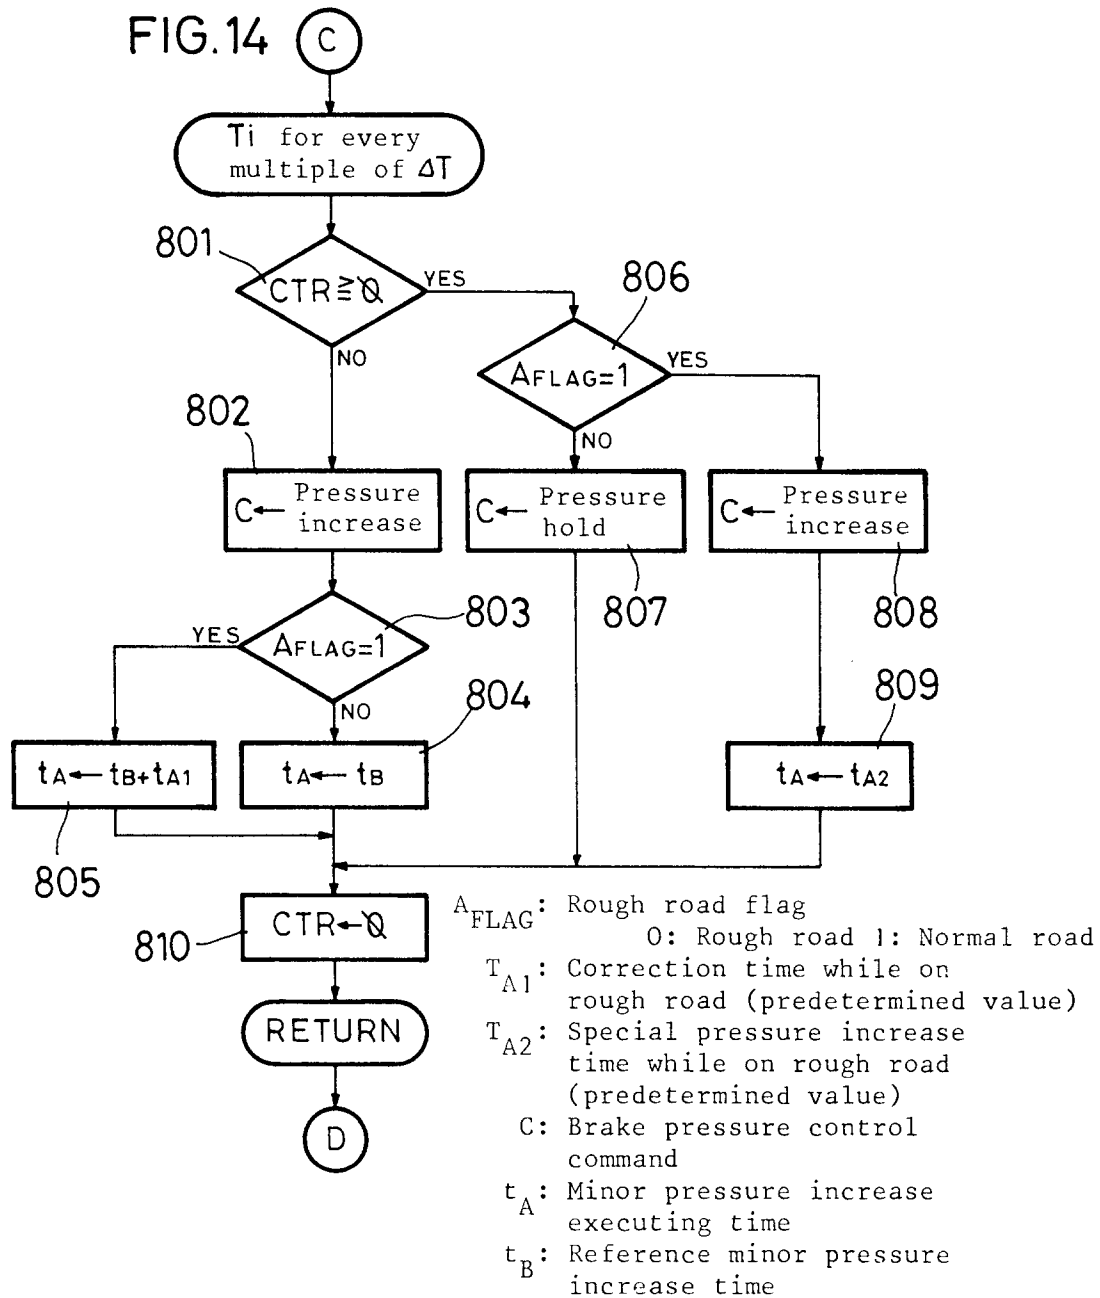 FIG.14
C
Ti for every
multiple of ΔT
801
CTR≧0̸
YES
NO
806
AFLAG=1
YES
NO
802
C← Pressure
increase
C← Pressure
hold
807
C← Pressure
increase
808
803
AFLAG=1
YES
NO
804
tA← tB
tA← tB+tA1
805
809
tA← tA2
810
CTR←0̸
RETURN
D
AFLAG: Rough road flag
0: Rough road 1: Normal road
TA1: Correction time while on
rough road (predetermined value)
TA2: Special pressure increase
time while on rough road
(predetermined value)
C: Brake pressure control
command
tA: Minor pressure increase
executing time
tB: Reference minor pressure
increase time